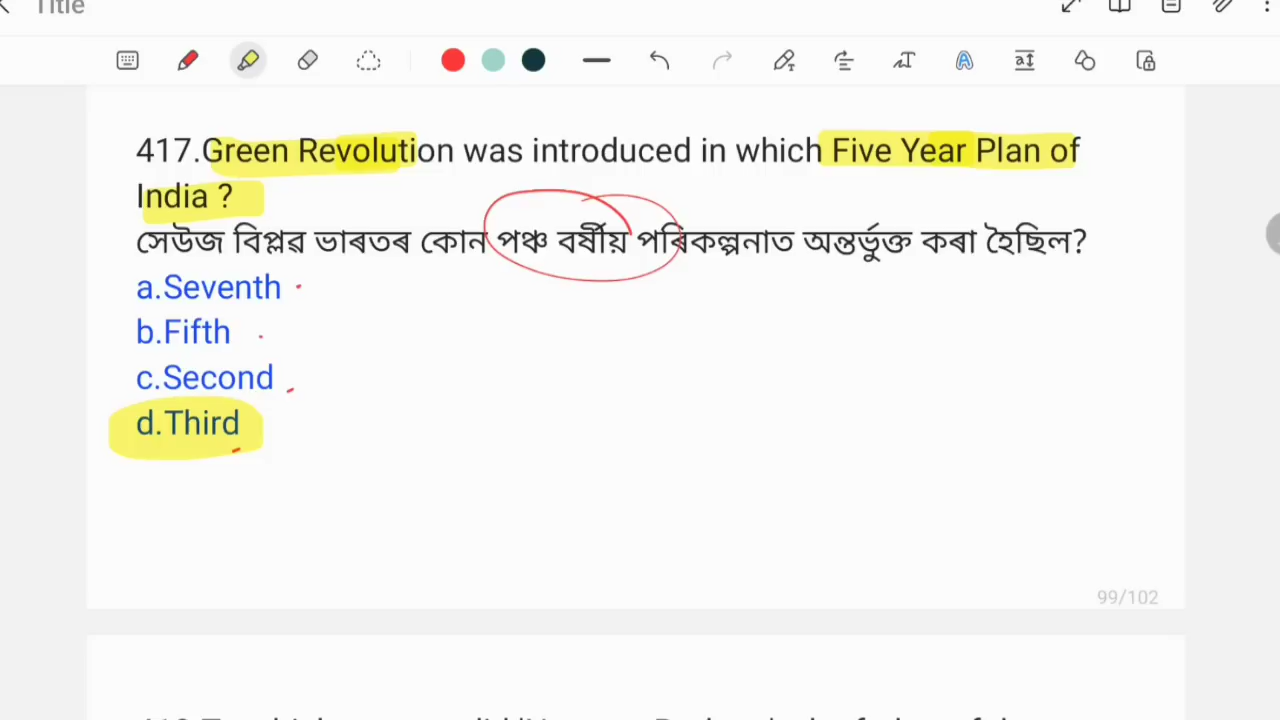 Title
417.Green Revolution was introduced in which Five Year Plan of
India ?
সেউজ বিপ্লৱ ভাৰতৰ কোন পঞ্চ বৰ্ষীয় পৰিকল্পনাত অন্তৰ্ভুক্ত কৰা হৈছিল?
a.Seventh
b.Fifth
c.Second
d.Third
99/102